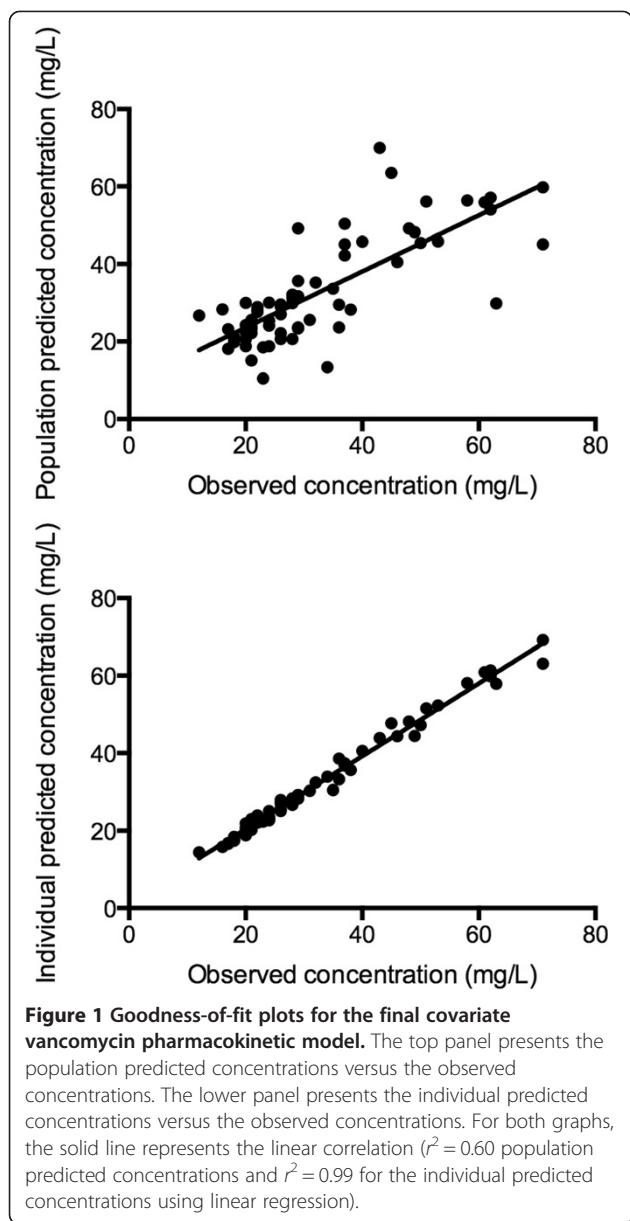 80
60
40
20
0
0 20 40 60 80
Population predicted concentration (mg/L)
Observed concentration (mg/L)
80
60
40
20
0
0 20 40 60 80
Individual predicted concentration (mg/L)
Observed concentration (mg/L)
Figure 1 Goodness-of-fit plots for the final covariate
vancomycin pharmacokinetic model. The top panel presents the
population predicted concentrations versus the observed
concentrations. The lower panel presents the individual predicted
concentrations versus the observed concentrations. For both graphs,
the solid line represents the linear correlation (r² = 0.60 population
predicted concentrations and r² = 0.99 for the individual predicted
concentrations using linear regression).